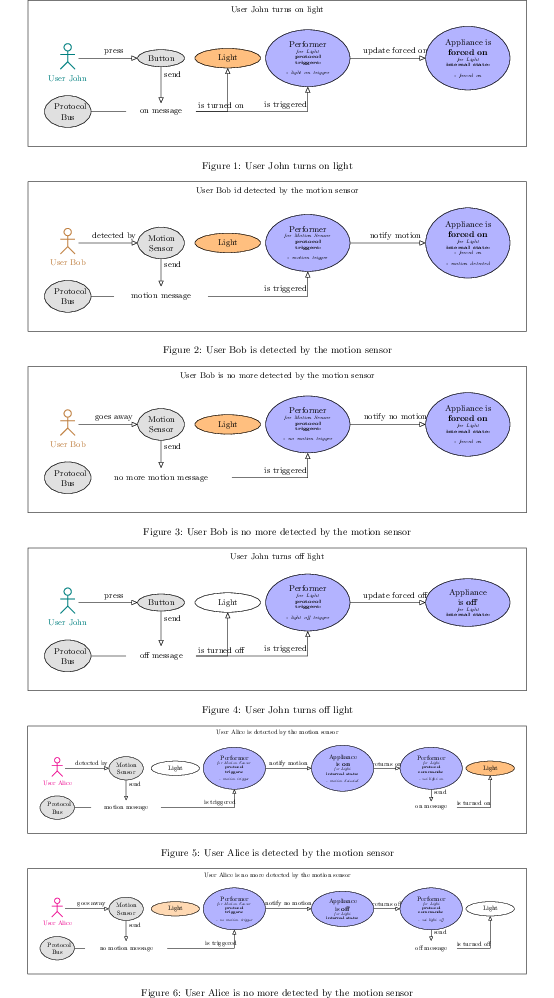 User John turns on light
User John
press
Button
send
Protocol
Bus
on message
Light
is turned on
is triggered
Performer
for Light
protocol
triggers:
- light on trigger
update forced on
Appliance is
forced on
for Light
internal state:
- forced on
Figure 1: User John turns on light
User Bob id detected by the motion sensor
User Bob
detected by
Motion
Sensor
send
Protocol
Bus
motion message
Light
is triggered
Performer
for Motion Sensor
protocol
triggers:
- motion trigger
notify motion
Appliance is
forced on
for Light
internal state:
- forced on
- motion detected
Figure 2: User Bob is detected by the motion sensor
User Bob is no more detected by the motion sensor
User Bob
goes away
Motion
Sensor
send
Protocol
Bus
no more motion message
Light
is triggered
Performer
for Motion Sensor
protocol
triggers:
- no motion trigger
notify no motion
Appliance is
forced on
for Light
internal state:
- forced on
Figure 3: User Bob is no more detected by the motion sensor
User John turns off light
User John
press
Button
send
Protocol
Bus
off message
Light
is turned off
is triggered
Performer
for Light
protocol
triggers:
- light off trigger
update forced off
Appliance
is off
for Light
internal state:
Figure 4: User John turns off light
User Alice is detected by the motion sensor
User Alice
detected by
Motion
Sensor
send
Protocol
Bus
motion message
Light
is triggered
Performer
for Motion Sensor
protocol
triggers:
- motion trigger
notify motion
Appliance
is on
for Light
internal state:
- motion detected
returns on
Performer
for Light
protocol
commands:
- set light on
send
on message
is turned on
Light
Figure 5: User Alice is detected by the motion sensor
User Alice is no more detected by the motion sensor
User Alice
goes away
Motion
Sensor
send
Protocol
Bus
no motion message
Light
is triggered
Performer
for Motion Sensor
protocol
triggers:
- no motion trigger
notify no motion
Appliance
is off
for Light
internal state:
returns off
Performer
for Light
protocol
commands:
- set light off
send
off message
is turned off
Light
Figure 6: User Alice is no more detected by the motion sensor